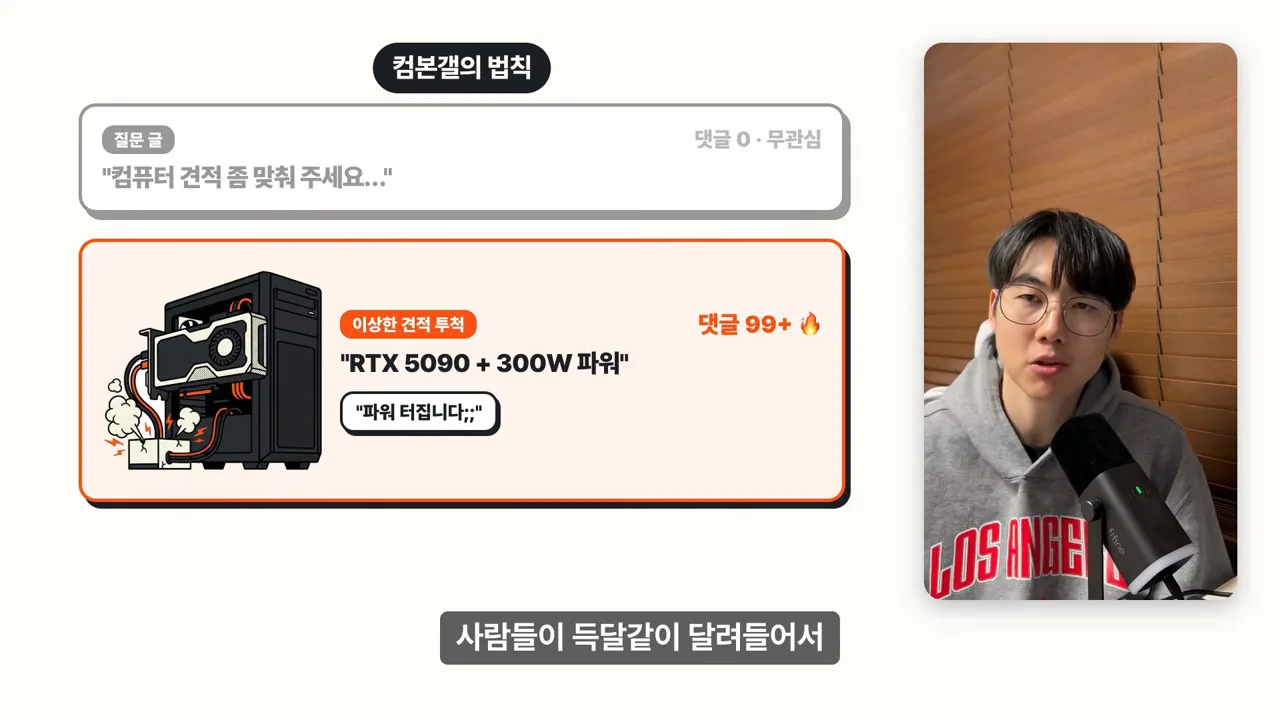 컴본갤의 법칙
질문 글
댓글 0 · 무관심
"컴퓨터 견적 좀 맞춰 주세요..."
이상한 견적 투척
댓글 99+ 🔥
"RTX 5090 + 300W 파워"
"파워 터집니다;;"
사람들이 득달같이 달려들어서
LOS ANGEL
fifine